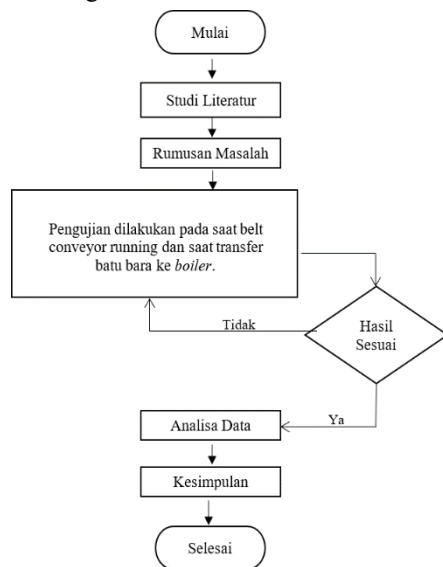 Mulai
Studi Literatur
Rumusan Masalah
Pengujian dilakukan pada saat belt
conveyor running dan saat transfer
batu bara ke boiler.
Hasil
Sesuai
Tidak
Ya
Analisa Data
Kesimpulan
Selesai